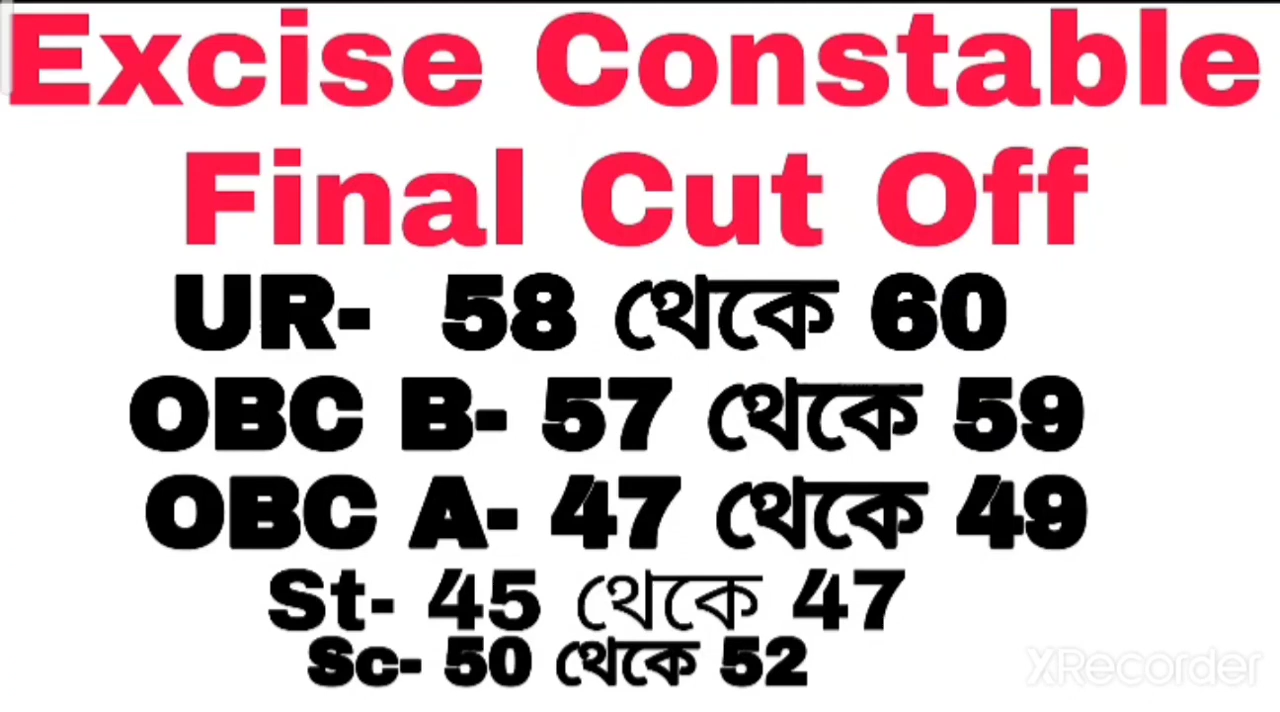 Excise Constable
Final Cut Off
UR- 58 থেকে 60
OBC B- 57 থেকে 59
OBC A- 47 থেকে 49
St- 45 থেকে 47
Sc- 50 থেকে 52
XRecorder